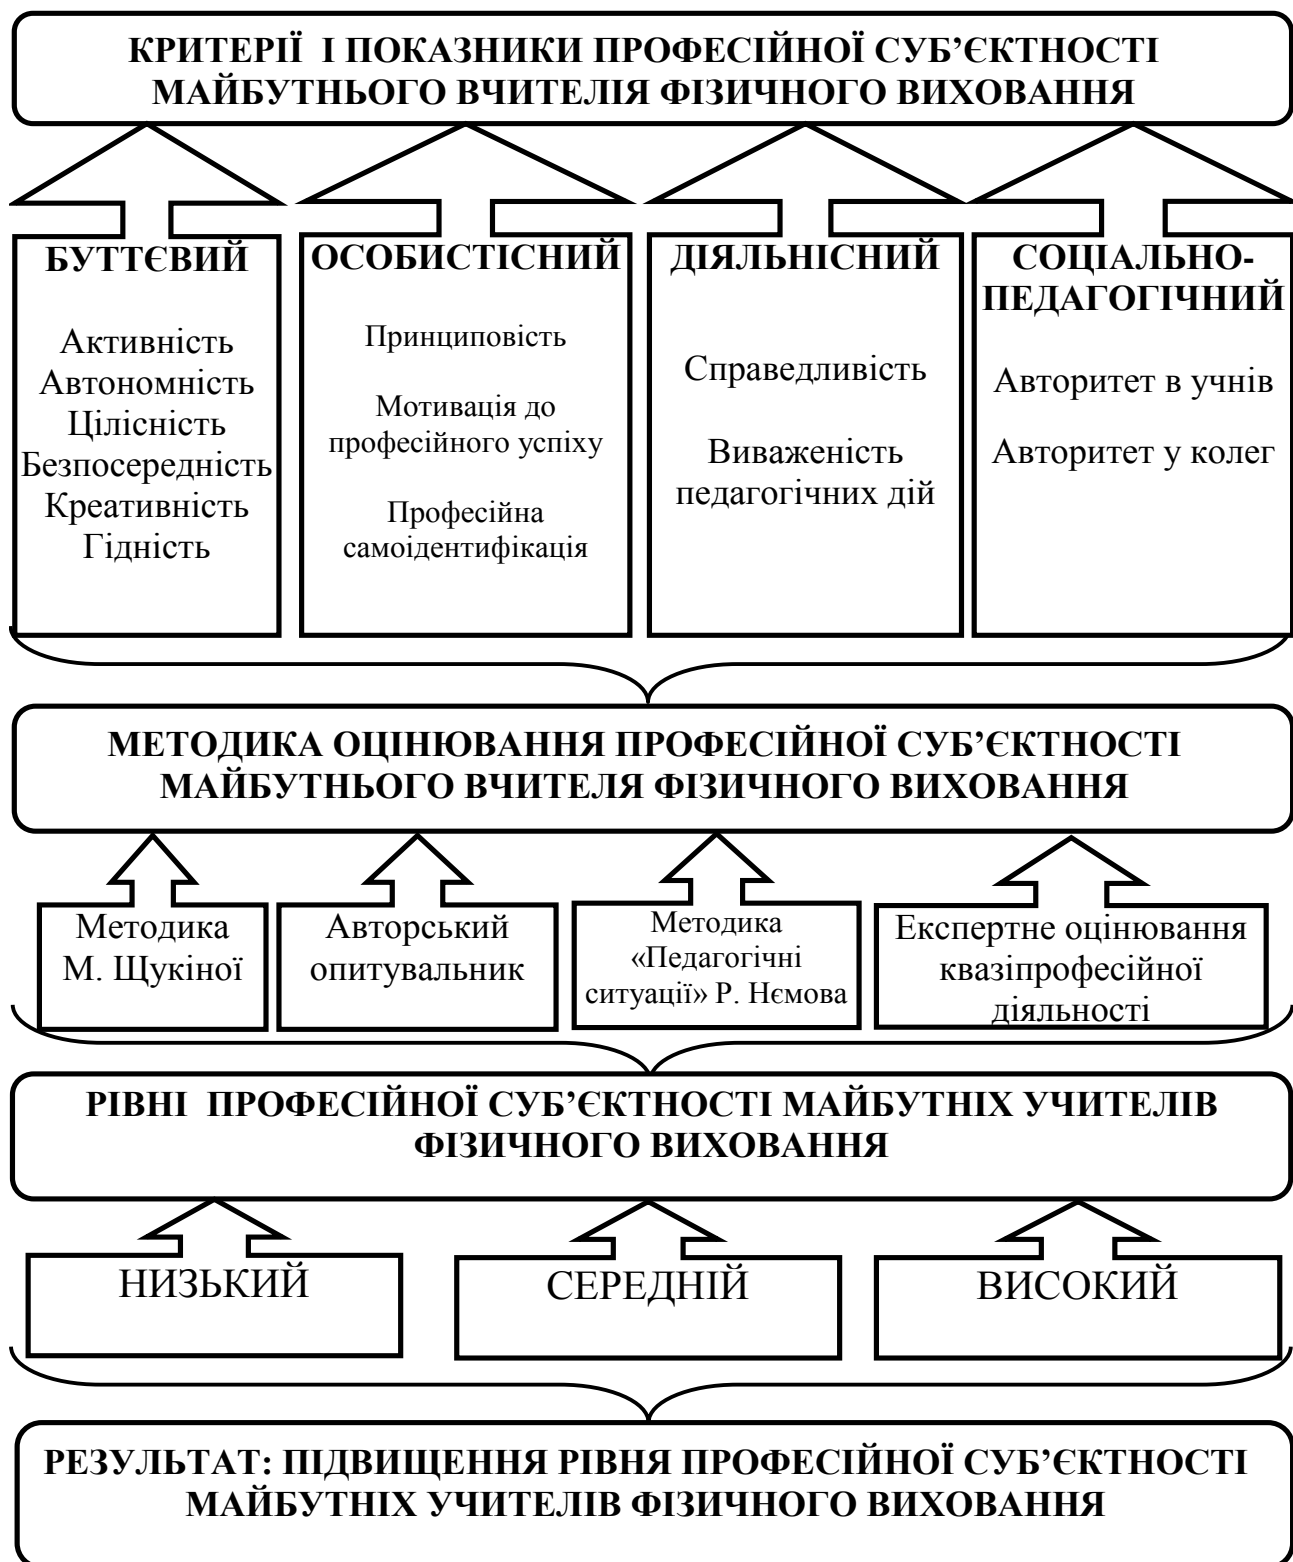 КРИТЕРІЇ І ПОКАЗНИКИ ПРОФЕСІЙНОЇ СУБ’ЄКТНОСТІ
МАЙБУТНЬОГО ВЧИТЕЛІЯ ФІЗИЧНОГО ВИХОВАННЯ
БУТТЄВИЙ
Активність
Автономність
Цілісність
Безпосередність
Креативність
Гідність
ОСОБИСТІСНИЙ
Принциповість
Мотивація до
професійного успіху
Професійна
самоідентифікація
ДІЯЛЬНІСНИЙ
Справедливість
Виваженість
педагогічних дій
СОЦІАЛЬНО-
ПЕДАГОГІЧНИЙ
Авторитет в учнів
Авторитет у колег
МЕТОДИКА ОЦІНЮВАННЯ ПРОФЕСІЙНОЇ СУБ’ЄКТНОСТІ
МАЙБУТНЬОГО ВЧИТЕЛЯ ФІЗИЧНОГО ВИХОВАННЯ
Методика
М. Щукіної
Авторський
опитувальник
Методика
«Педагогічні
ситуації» Р. Нємова
Експертне оцінювання
квазіпрофесійної
діяльності
РІВНІ ПРОФЕСІЙНОЇ СУБ’ЄКТНОСТІ МАЙБУТНІХ УЧИТЕЛІВ
ФІЗИЧНОГО ВИХОВАННЯ
НИЗЬКИЙ
СЕРЕДНІЙ
ВИСОКИЙ
РЕЗУЛЬТАТ: ПІДВИЩЕННЯ РІВНЯ ПРОФЕСІЙНОЇ СУБ’ЄКТНОСТІ
МАЙБУТНІХ УЧИТЕЛІВ ФІЗИЧНОГО ВИХОВАННЯ